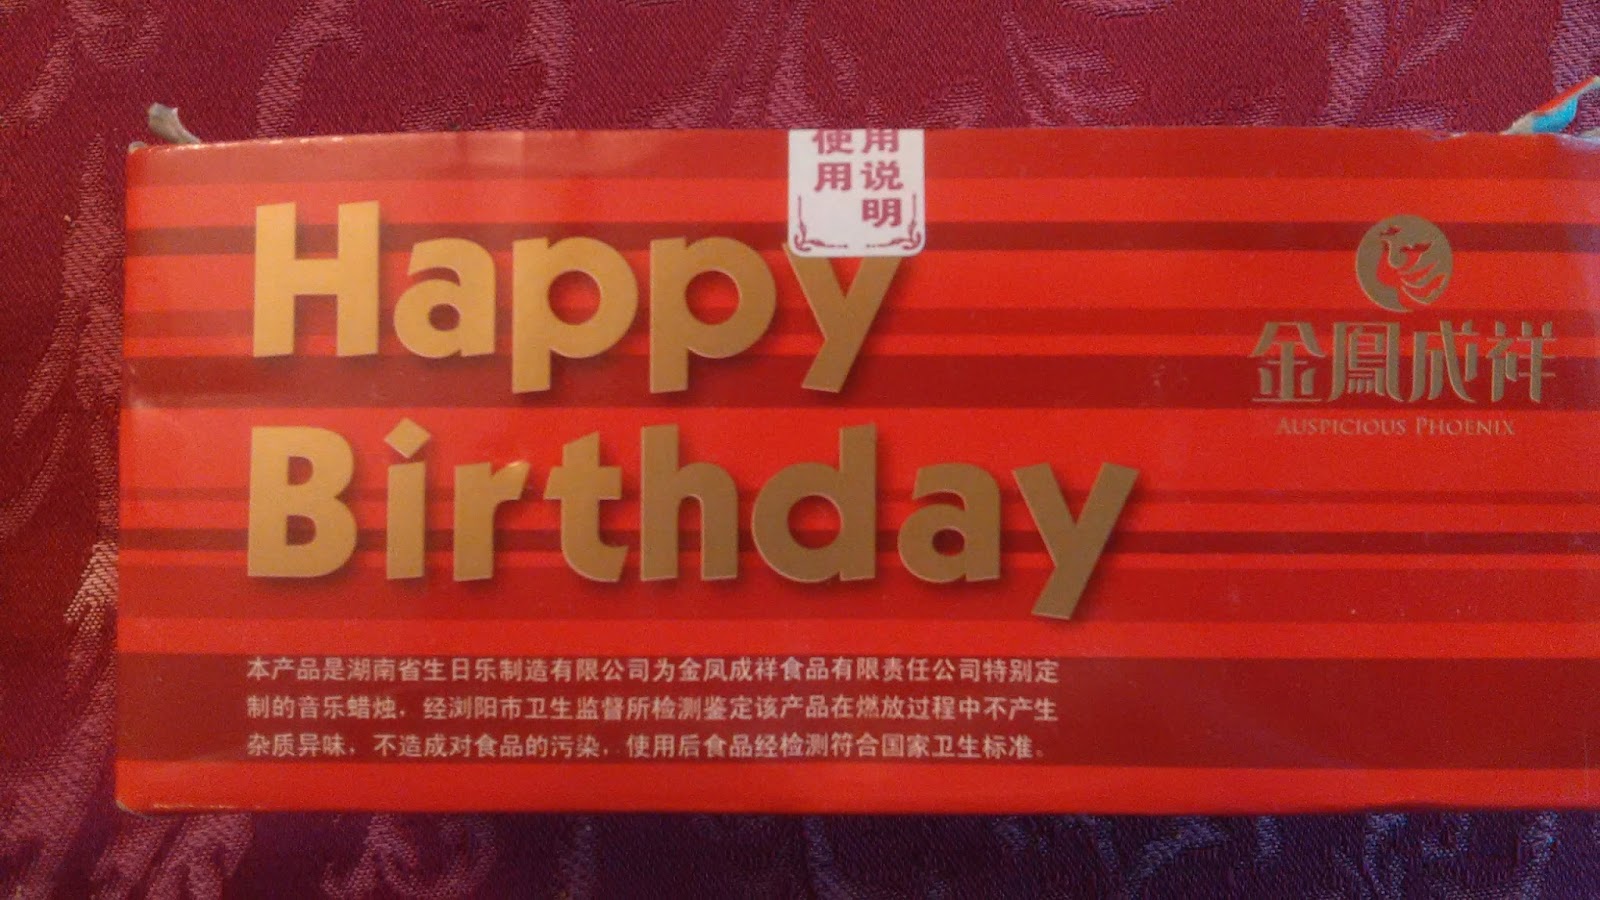 使用
用说明
Happy
Birthday
金鳳成祥
AUSPICIOUS PHOENIX
本产品是湖南省生日乐制造有限公司为金凤成祥食品有限责任公司特别定
制的音乐蜡烛，经浏阳市卫生监督所检测鉴定该产品在燃放过程中不产生
杂质异味，不造成对食品的污染，使用后食品经检测符合国家卫生标准。